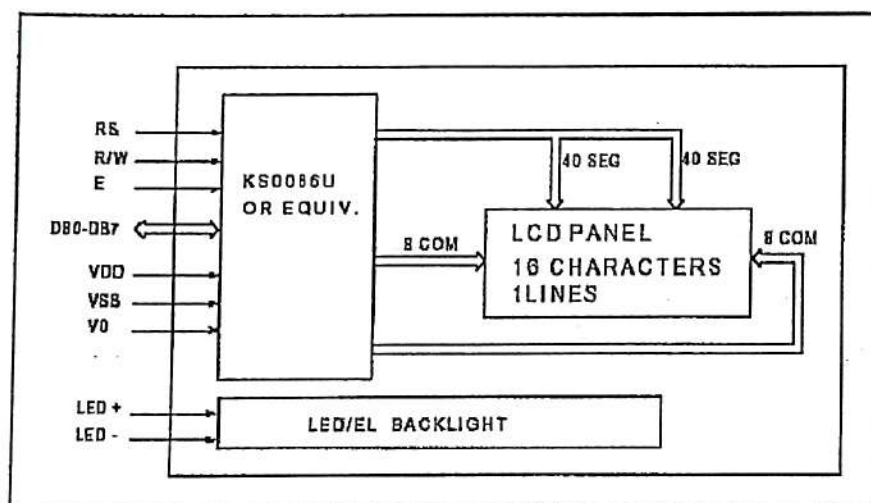 RS
R/W
E
DB0-DB7
VDD
VSB
V0
LED +
LED -
KS0066U
OR EQUIV.
40 SEG
40 SEG
8 COM
LCD PANEL
16 CHARACTERS
1LINES
8 COM
LED/EL BACKLIGHT